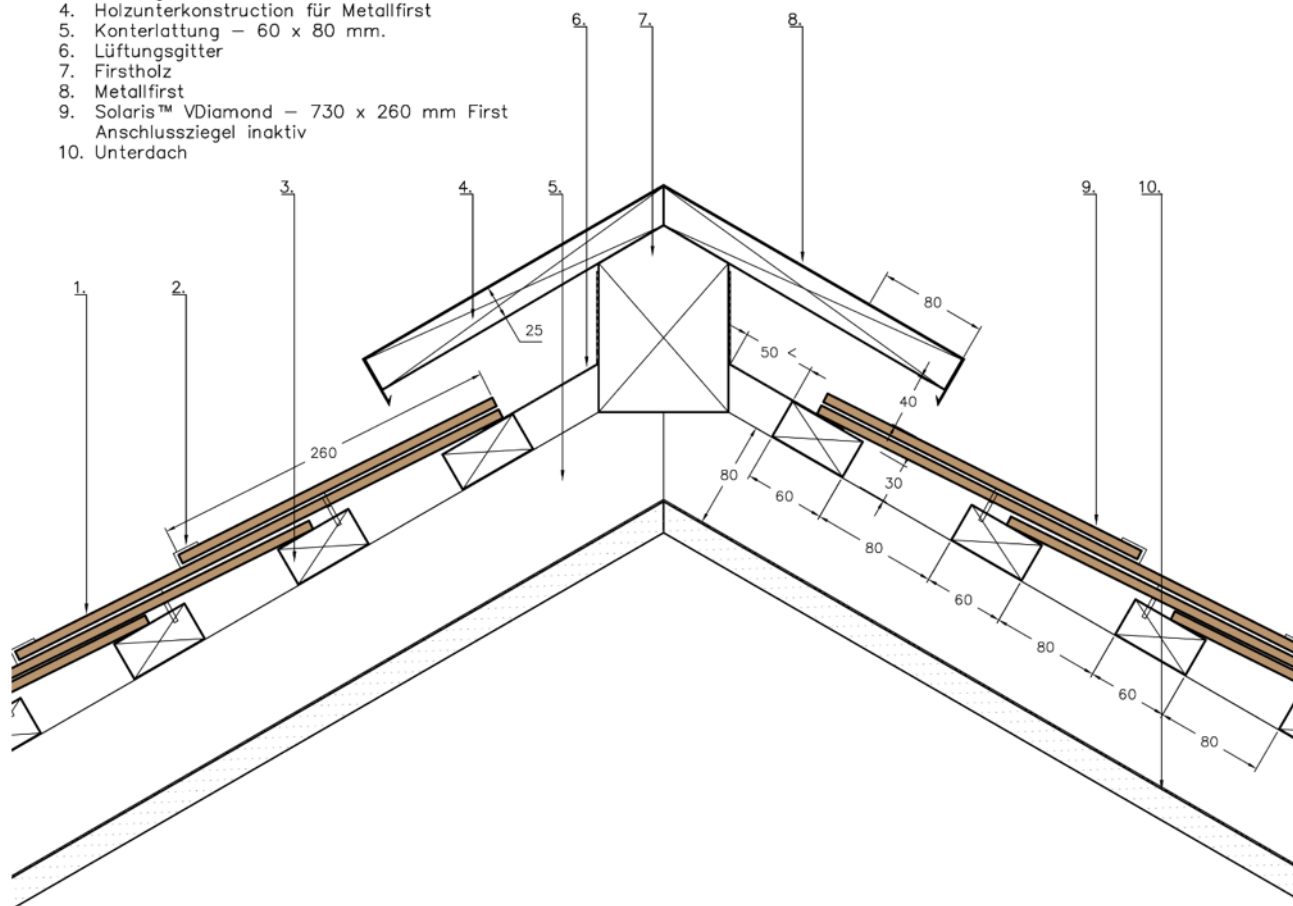 4. Holzunterkonstruction für Metallfirst
5. Konterlattung – 60 x 80 mm.
6. Lüftungsgitter
7. Firstholz
8. Metallfirst
9. Solaris™ VDiamond – 730 x 260 mm First
Anschlussziegel inaktiv
10. Unterdach
6. 7. 8.
3. 4. 5. 9. 10.
1. 2.
80
25
50 <
40
260
80
30
60
80
60
80
60
80